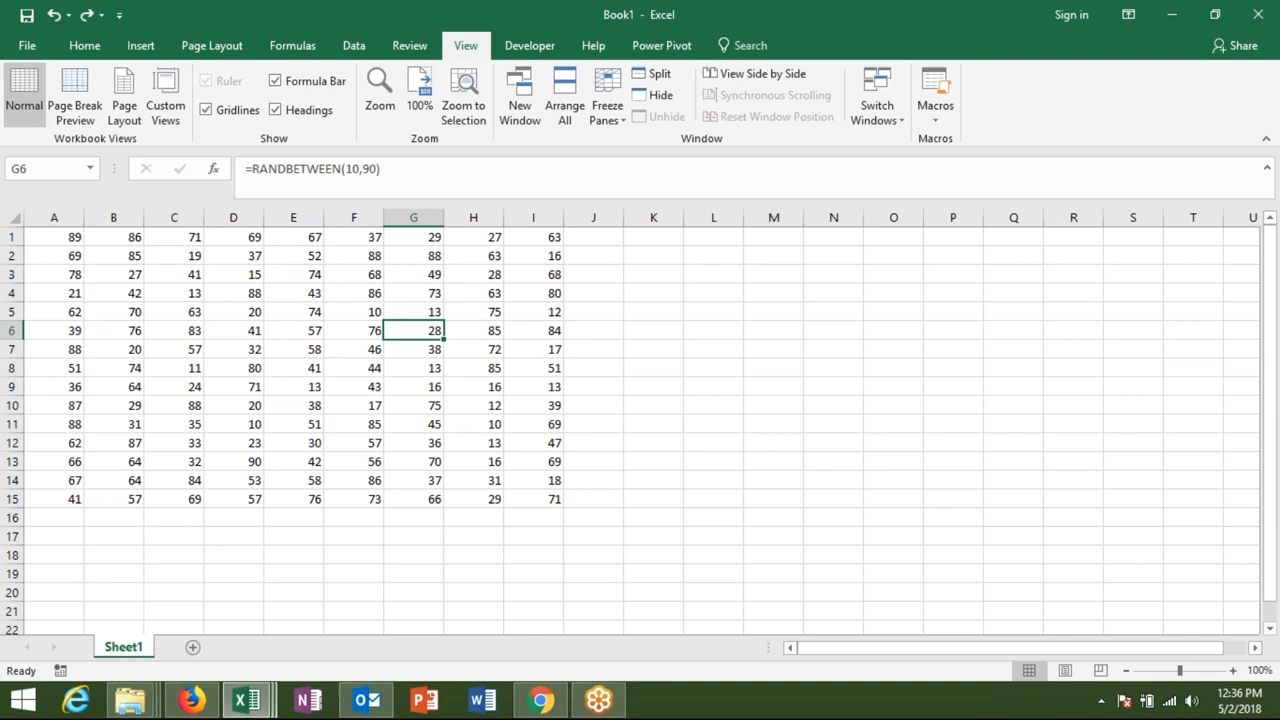 Book1 - Excel
Sign in
File Home Insert Page Layout Formulas Data Review View Developer Help Power Pivot Search Share
Normal Page Break Preview Page Layout Custom Views
Workbook Views
Ruler Formula Bar
Gridlines Headings
Show
Zoom 100% Zoom to Selection
Zoom
New Window Arrange All Freeze Panes
Split
Hide
Unhide
View Side by Side
Synchronous Scrolling
Reset Window Position
Window
Switch Windows
Macros
Macros
G6 fx =RANDBETWEEN(10,90)
A B C D E F G H I J K L M N O P Q R S T U
1 89 86 71 69 67 37 29 27 63
2 69 85 19 37 52 88 88 63 16
3 78 27 41 15 74 68 49 28 68
4 21 42 13 88 43 86 73 63 80
5 62 70 63 20 74 10 13 75 12
6 39 76 83 41 57 76 28 85 84
7 88 20 57 32 58 46 38 72 17
8 51 74 11 80 41 44 13 85 51
9 36 64 24 71 13 43 16 16 13
10 87 29 88 20 38 17 75 12 39
11 88 31 35 10 51 85 45 10 69
12 62 87 33 23 30 57 36 13 47
13 66 64 32 90 42 56 70 16 69
14 67 64 84 53 58 86 37 31 18
15 41 57 69 57 76 73 66 29 71
16
17
18
19
20
21
22
Sheet1
Ready 100%
12:36 PM
5/2/2018